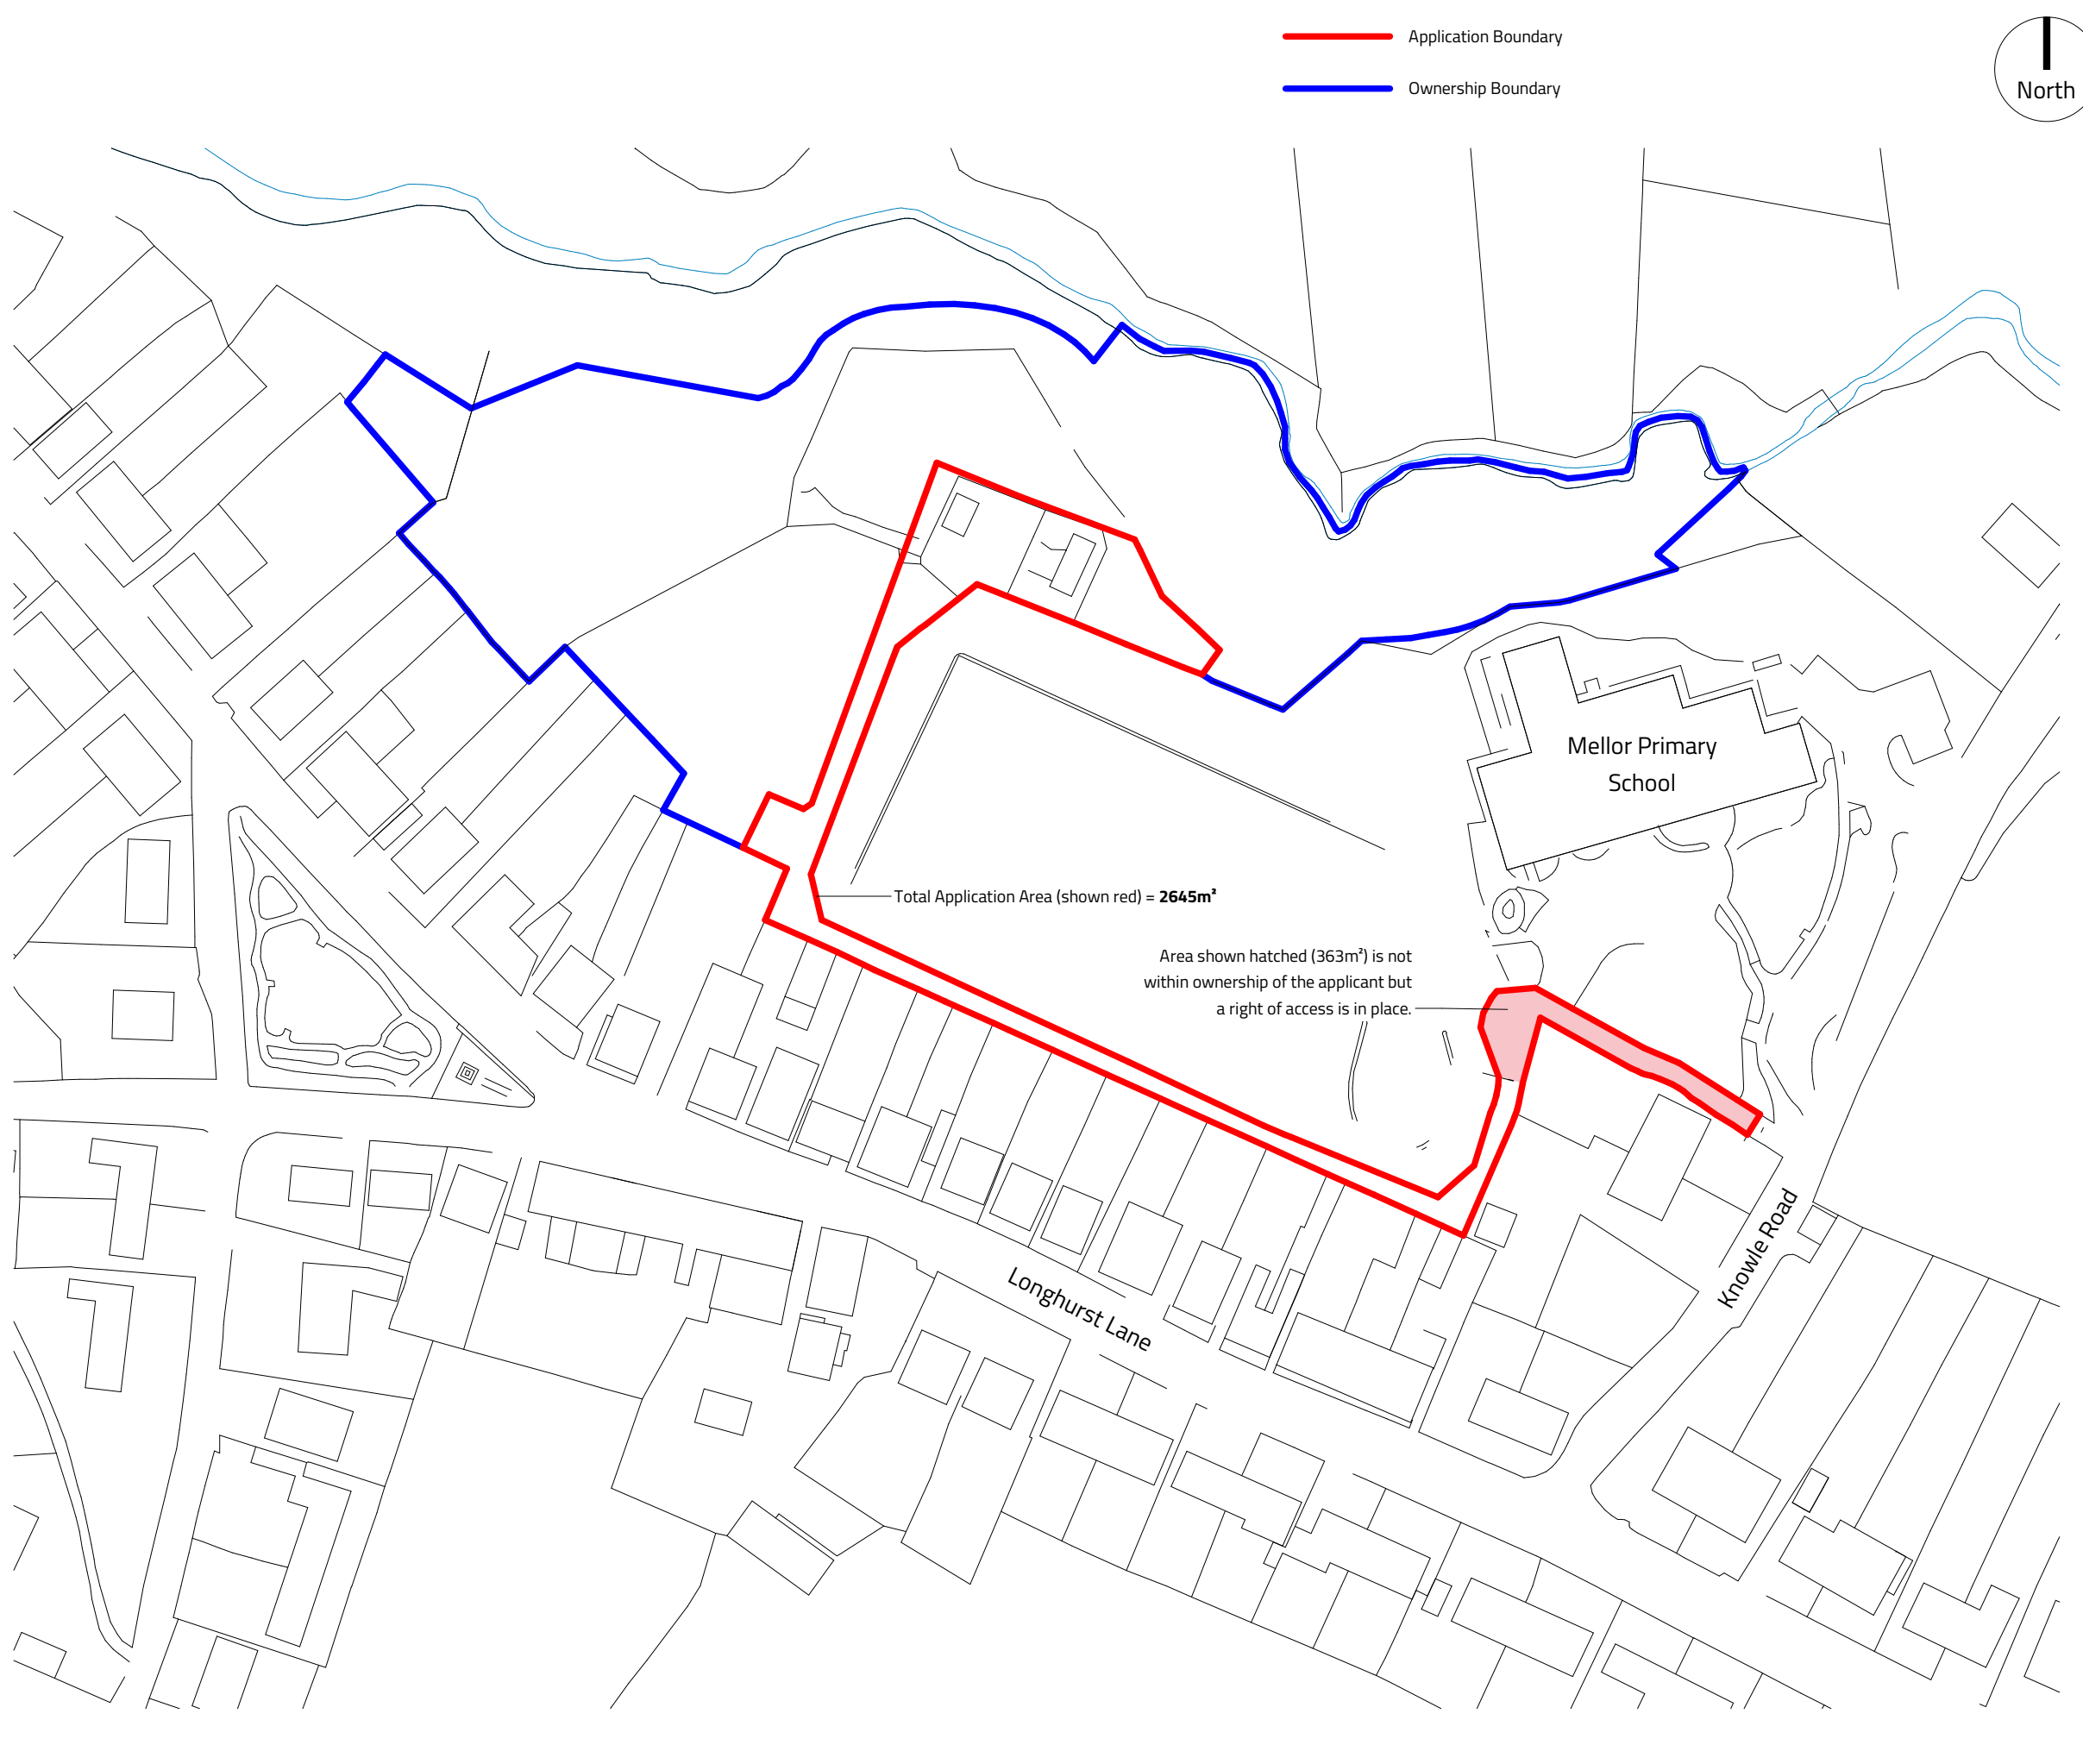 Application Boundary
Ownership Boundary
North
Mellor Primary
School
Total Application Area (shown red) = 2645m²
Area shown hatched (363m²) is not
within ownership of the applicant but
a right of access is in place.
Knowle Road
Longhurst Lane